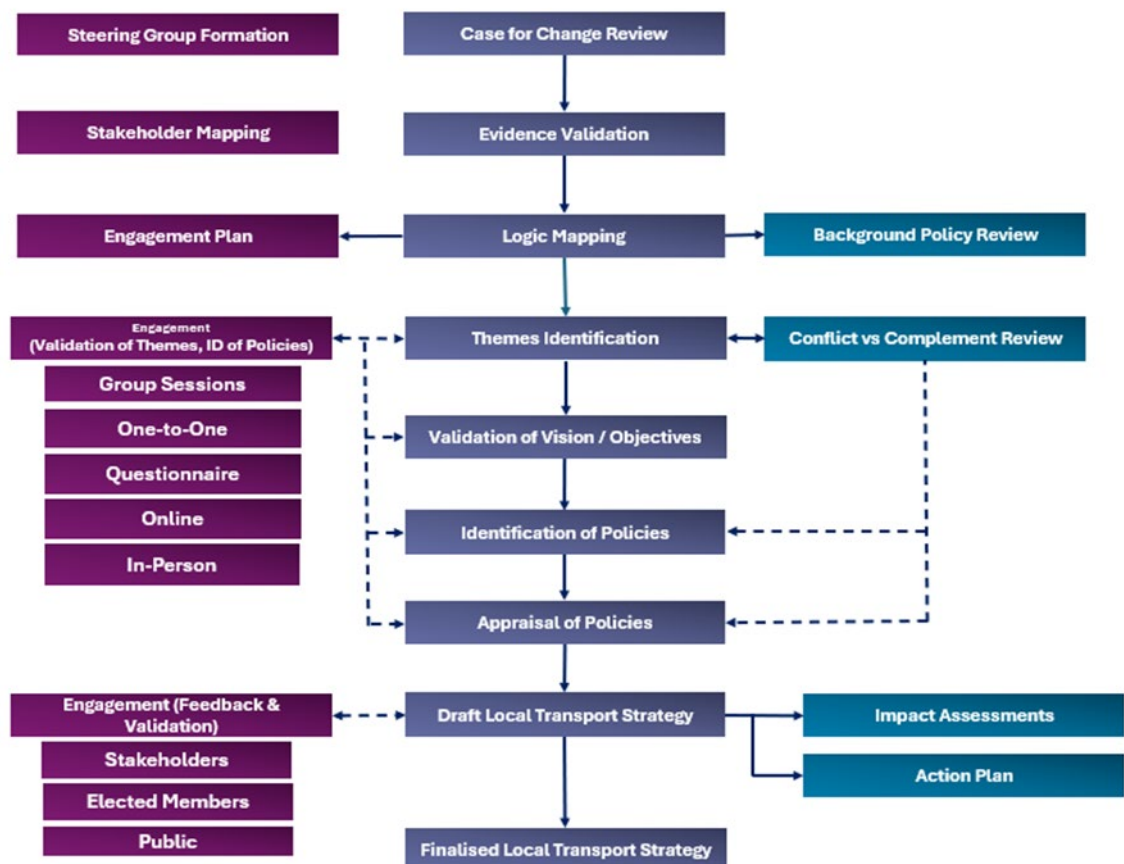 Steering Group Formation
Case for Change Review
Stakeholder Mapping
Evidence Validation
Engagement Plan
Logic Mapping
Background Policy Review
Engagement
(Validation of Themes, ID of Policies)
Themes Identification
Conflict vs Complement Review
Group Sessions
One-to-One
Validation of Vision / Objectives
Questionnaire
Online
Identification of Policies
In-Person
Appraisal of Policies
Engagement (Feedback &
Validation)
Draft Local Transport Strategy
Impact Assessments
Stakeholders
Action Plan
Elected Members
Public
Finalised Local Transport Strategy